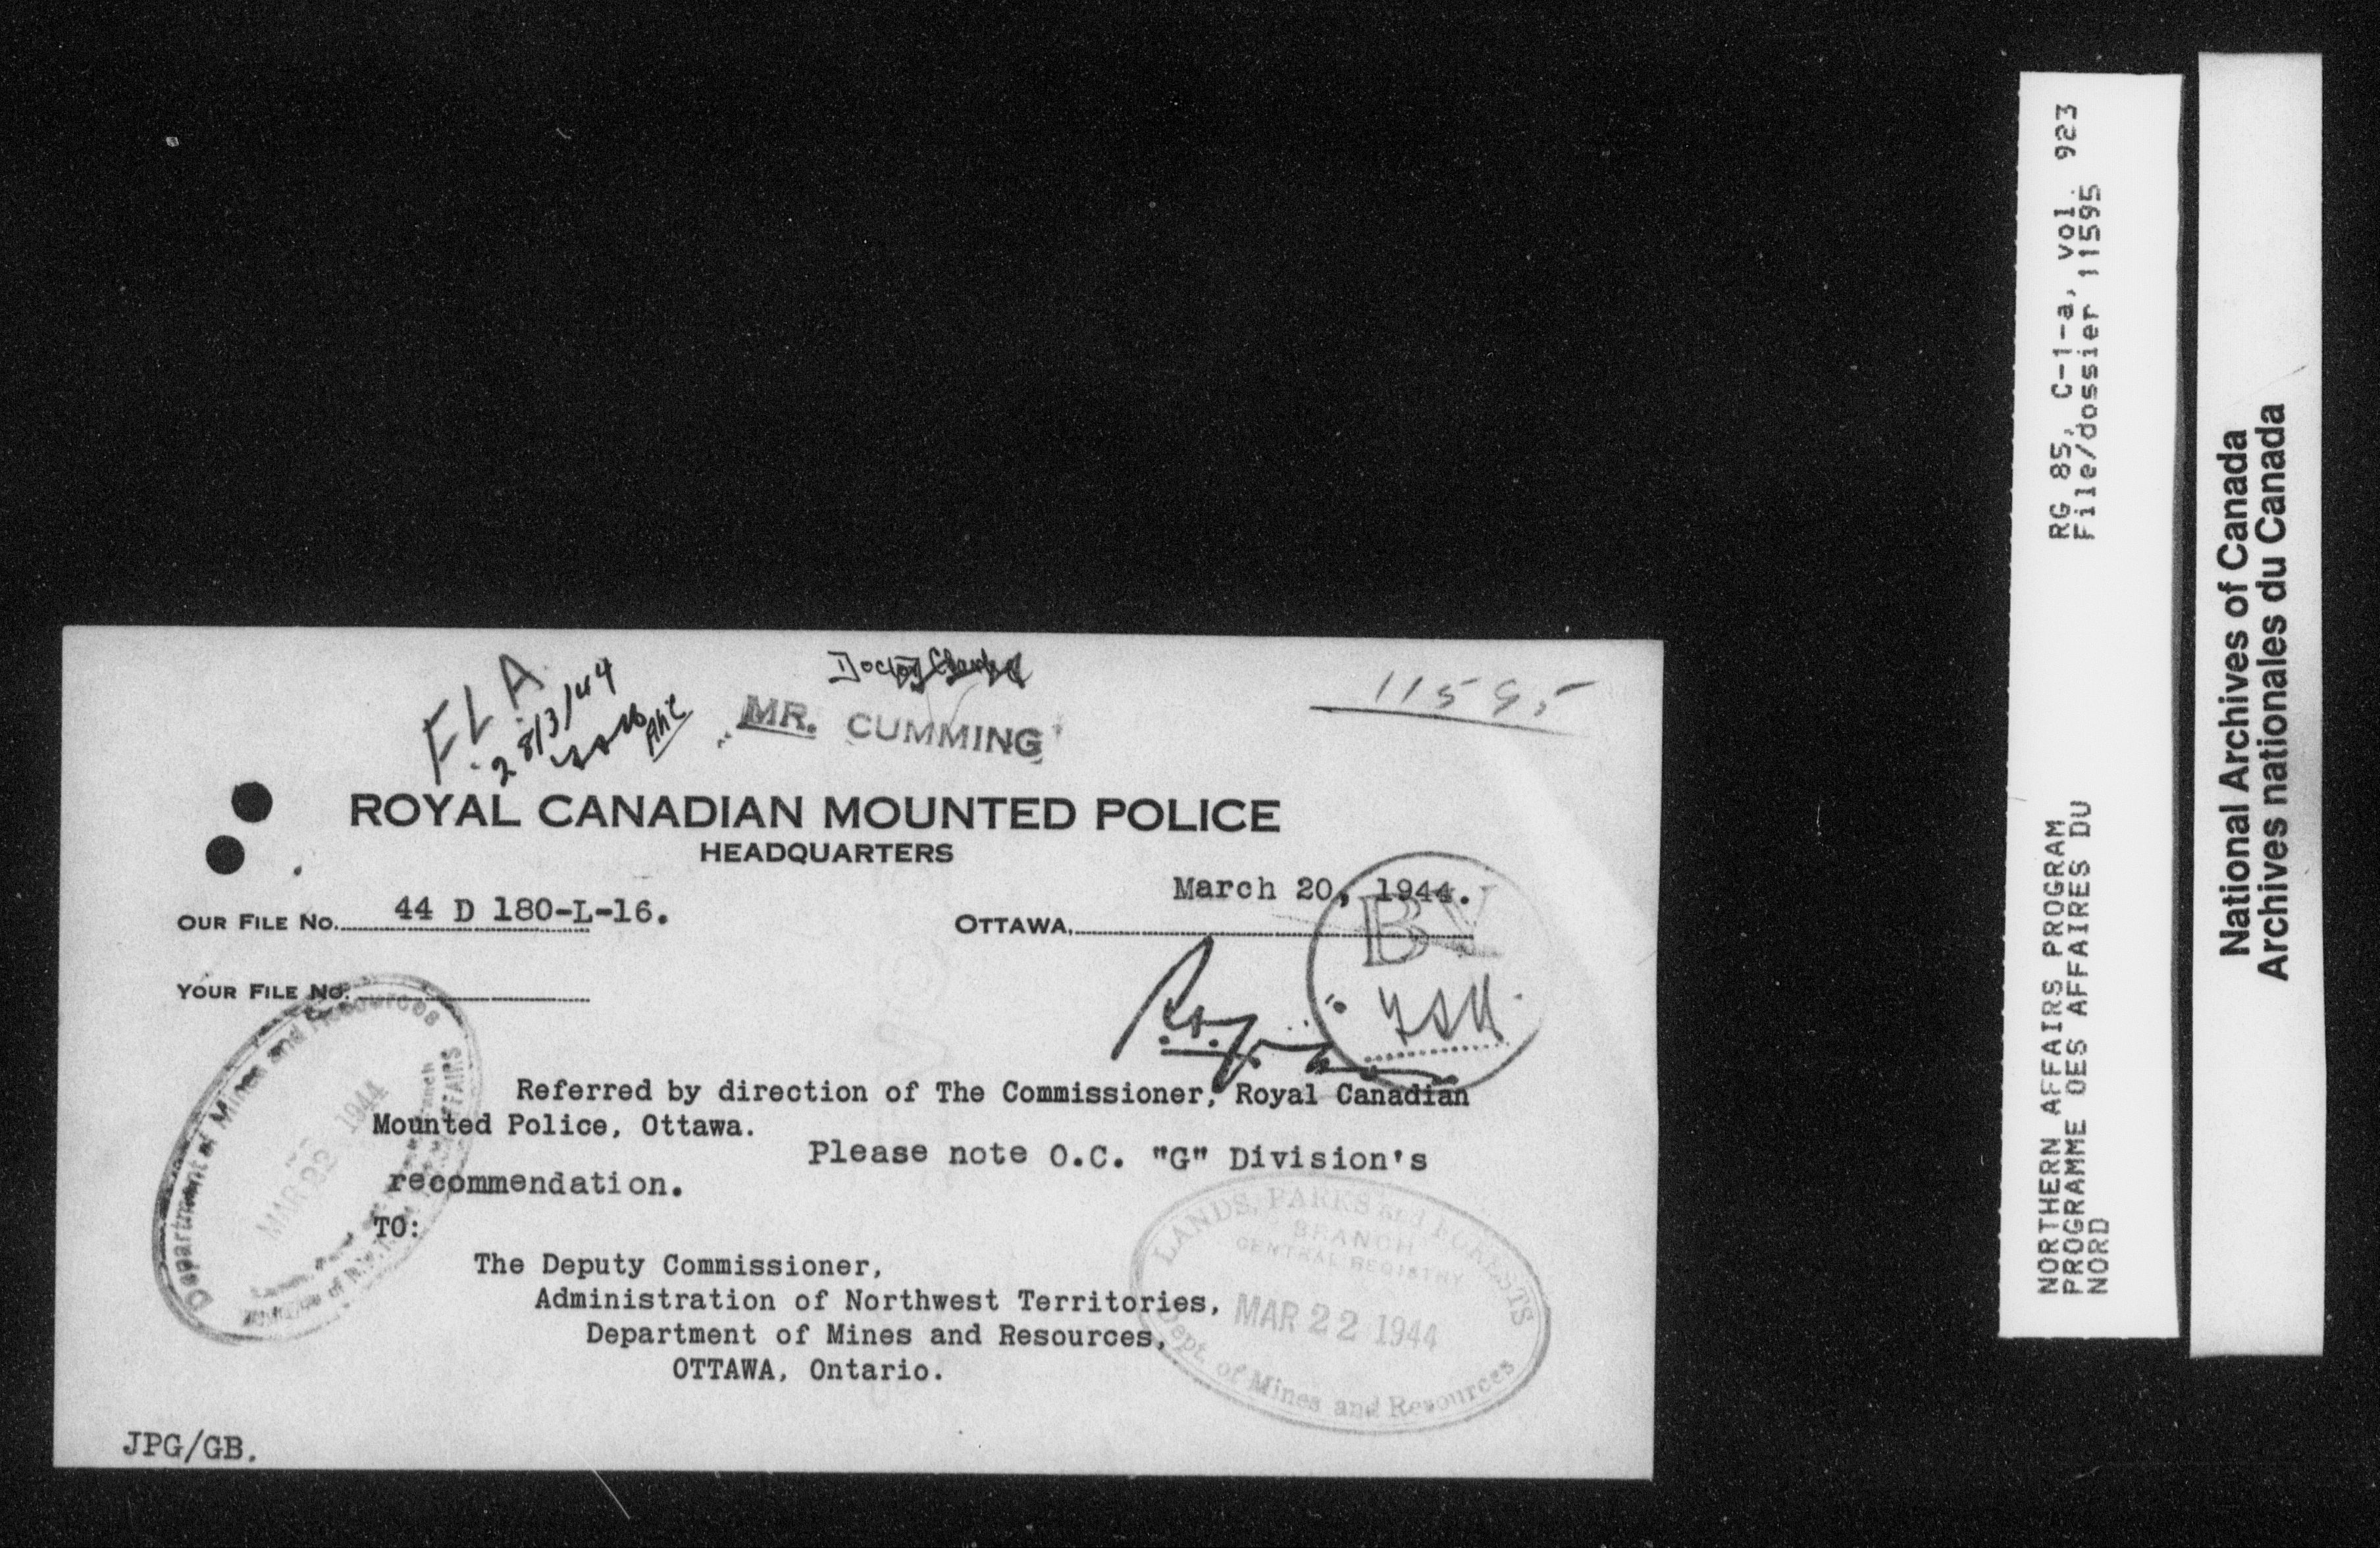 FLA
28/3/44
11595
MR. CUMMING
ROYAL CANADIAN MOUNTED POLICE
HEADQUARTERS
March 20, 1944.
OUR FILE No. 44 D 180-L-16.
OTTAWA,
BY
YOUR FILE No.
Referred by direction of The Commissioner, Royal Canadian
Mounted Police, Ottawa.
Please note O.C. "G" Division's
recommendation.
TO:
The Deputy Commissioner,
Administration of Northwest Territories,
Department of Mines and Resources,
OTTAWA, Ontario.
JPG/GB.
Department of Mines and Resources
MAR 22 1944
LANDS, PARKS and FORESTS
BRANCH
CENTRAL REGISTRY
MAR 22 1944
Dept. of Mines and Resources
RG 85, C-1-a, vol. 923
File/dossier 11595
NORTHERN AFFAIRS PROGRAM
PROGRAMME DES AFFAIRES DU
NORD
National Archives of Canada
Archives nationales du Canada